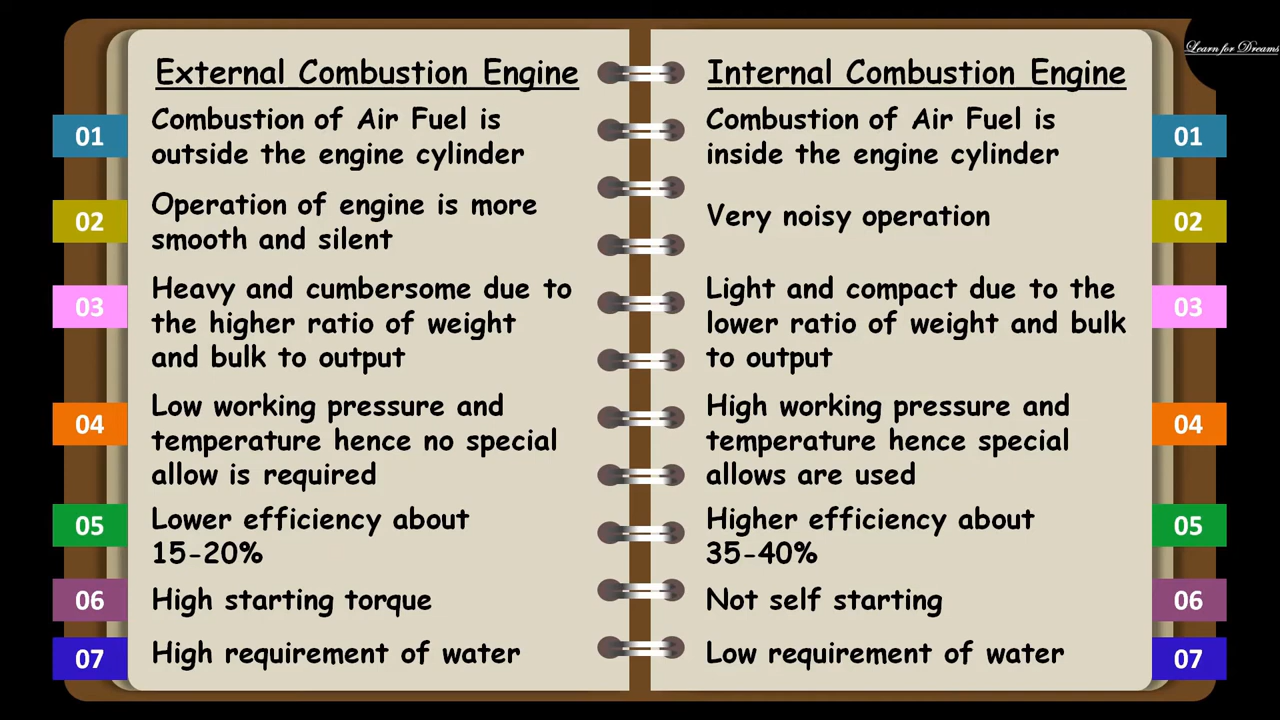 Learn for Dreams
External Combustion Engine
01
Combustion of Air Fuel is
outside the engine cylinder
02
Operation of engine is more
smooth and silent
03
Heavy and cumbersome due to
the higher ratio of weight
and bulk to output
04
Low working pressure and
temperature hence no special
allow is required
05
Lower efficiency about
15-20%
06
High starting torque
07
High requirement of water
Internal Combustion Engine
Combustion of Air Fuel is
inside the engine cylinder
01
Very noisy operation
02
Light and compact due to the
lower ratio of weight and bulk
to output
03
High working pressure and
temperature hence special
allows are used
04
Higher efficiency about
35-40%
05
Not self starting
06
Low requirement of water
07